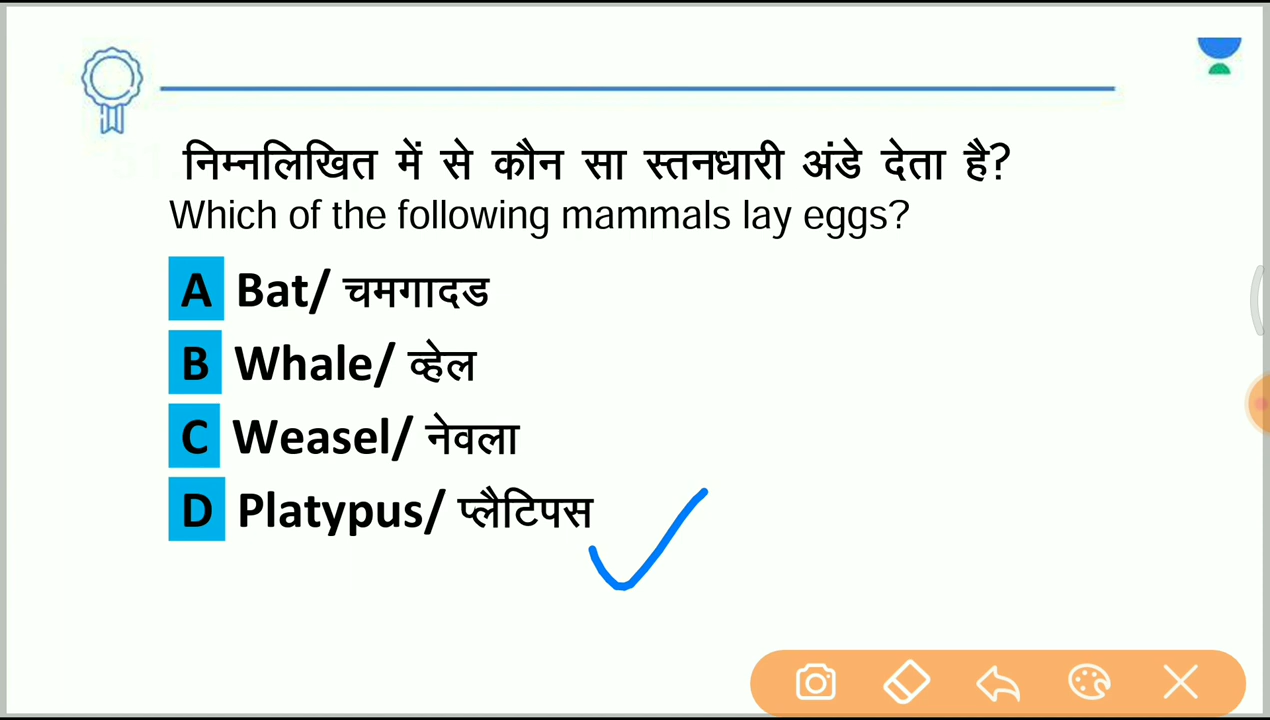 निम्नलिखित में से कौन सा स्तनधारी अंडे देता है?
Which of the following mammals lay eggs?
A Bat/ चमगादड
B Whale/ व्हेल
C Weasel/ नेवला
D Platypus/ प्लैटिपस